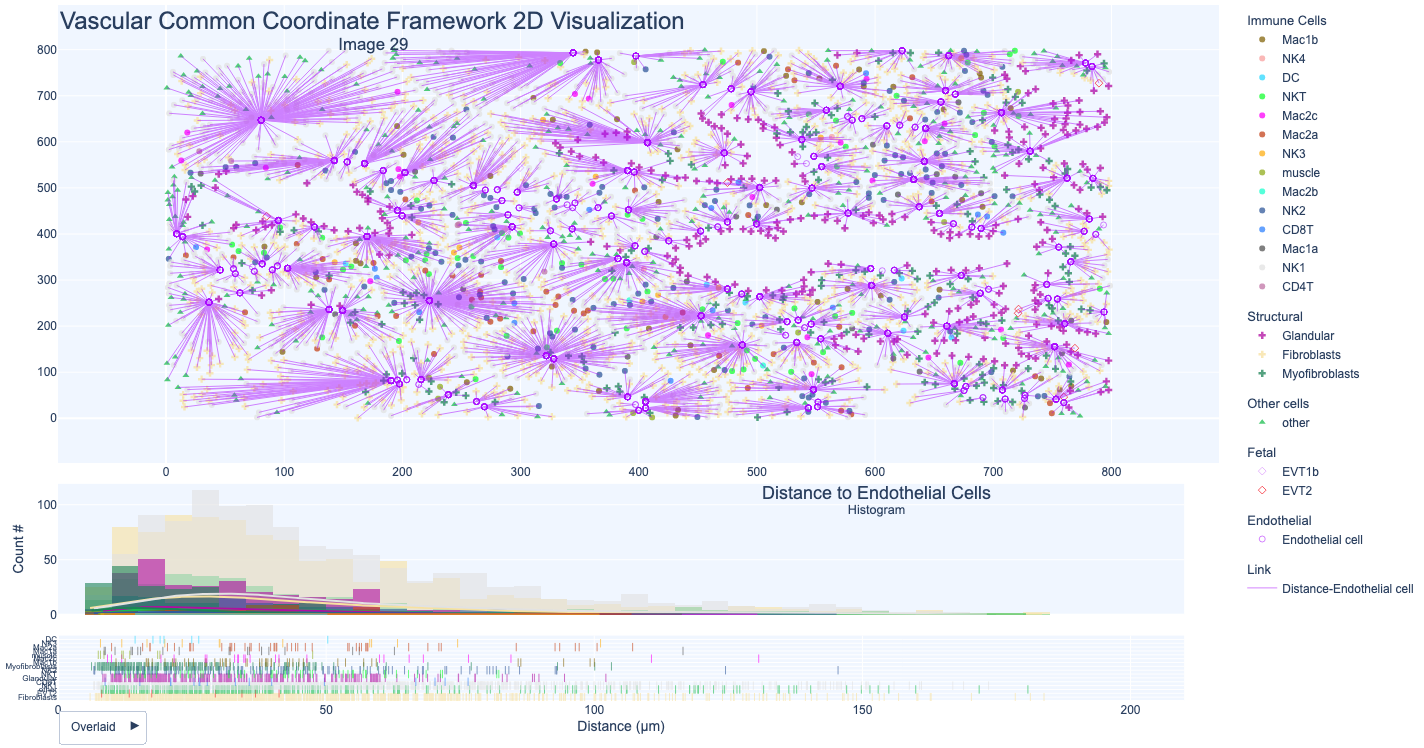 Vascular Common Coordinate Framework 2D Visualization
Image 29
800
700
600
500
400
300
200
100
0
0 100 200 300 400 500 600 700 800
Immune Cells
Mac1b
NK4
DC
NKT
Mac2c
Mac2a
NK3
muscle
Mac2b
NK2
CD8T
Mac1a
NK1
CD4T
Structural
Glandular
Fibroblasts
Myofibroblasts
Other cells
other
Fetal
EVT1b
EVT2
Endothelial
Endothelial cell
Link
Distance-Endothelial cell
Distance to Endothelial Cells
Histogram
Count #
100
50
0
DC
Myofibroblasts
Glandular
Fibroblasts
0 50 100 150 200
Distance (μm)
Overlaid ▶